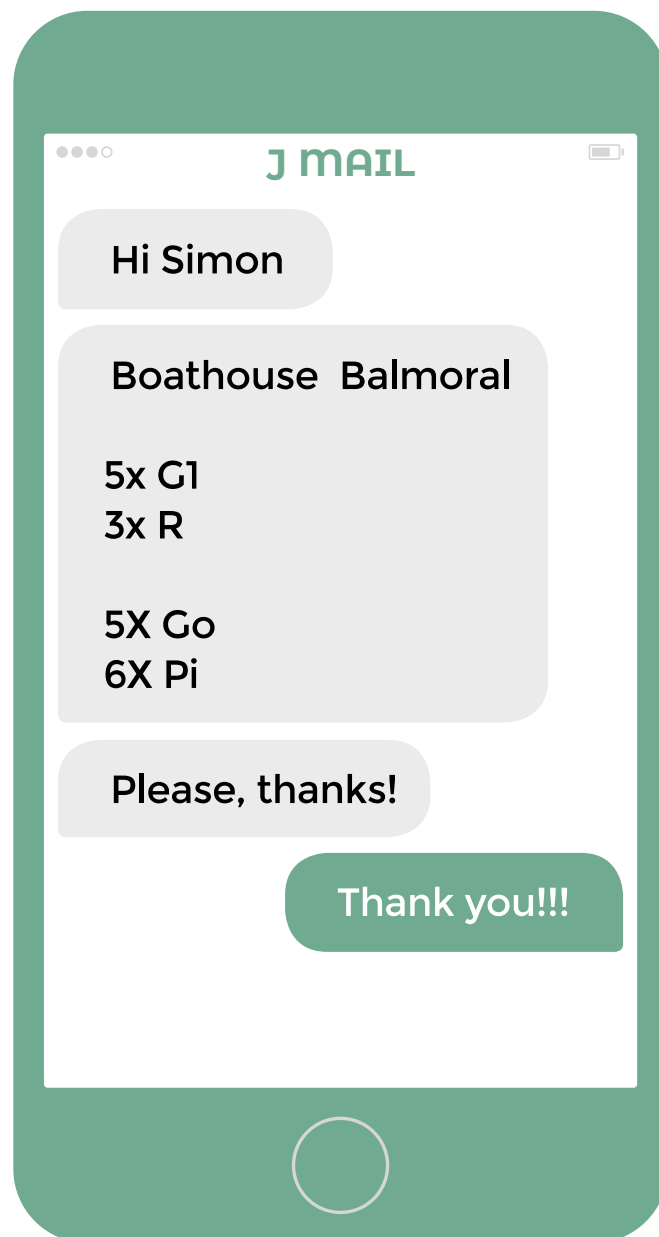 J MAIL
Hi Simon
Boathouse Balmoral
5x G1
3x R
5X Go
6X Pi
Please, thanks!
Thank you!!!